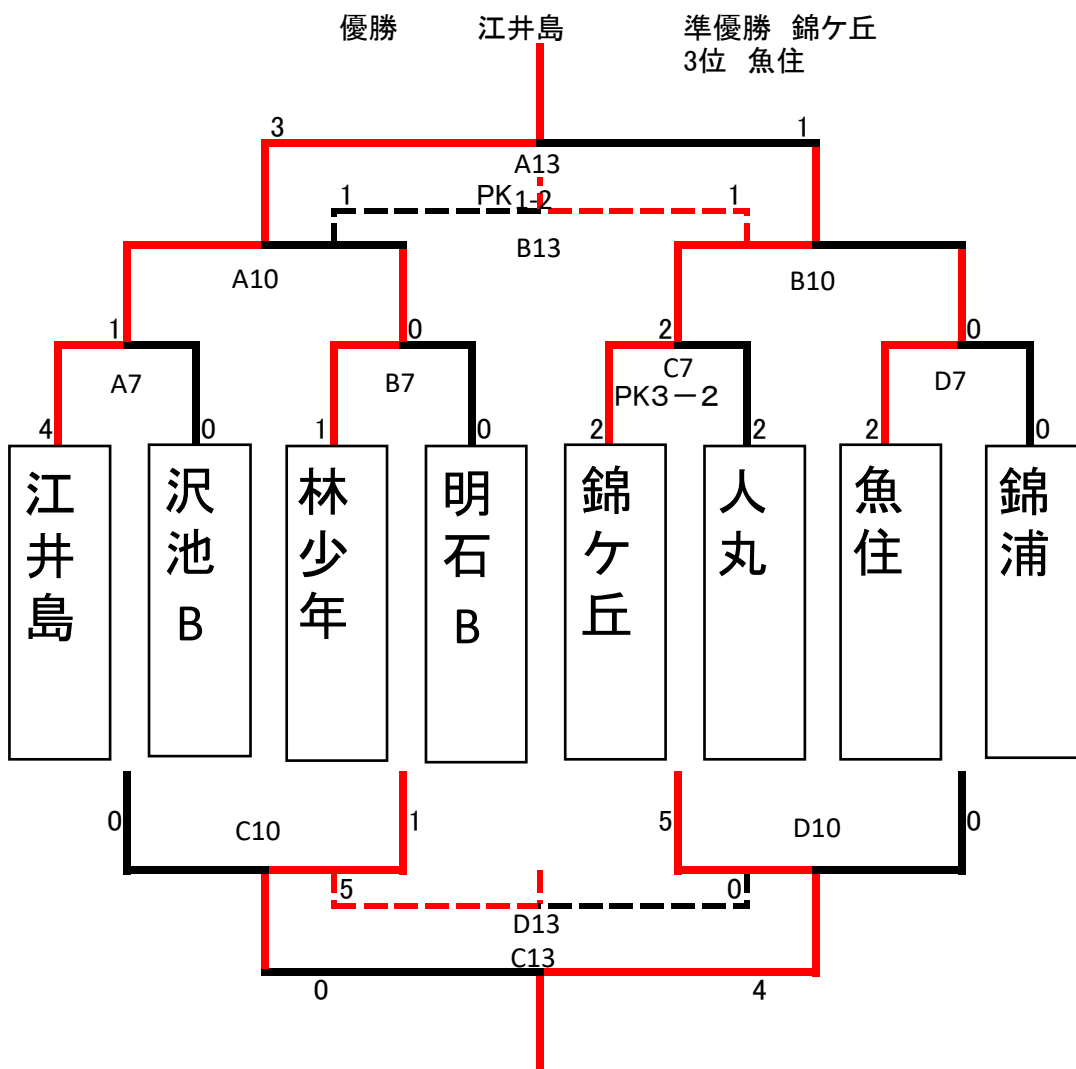 優勝 江井島 準優勝 錦ケ丘
3位 魚住
3 1
A13
1 PK 1-2 1
B13
A10 B10
1 0 2 0
A7 B7 C7 D7
PK3－2
4 0 1 0 2 2 2 0
江井島
沢池B
林少年
明石B
錦ケ丘
人丸
魚住
錦浦
0 C10 1 5 D10 0
5 0
D13
C13
0 4